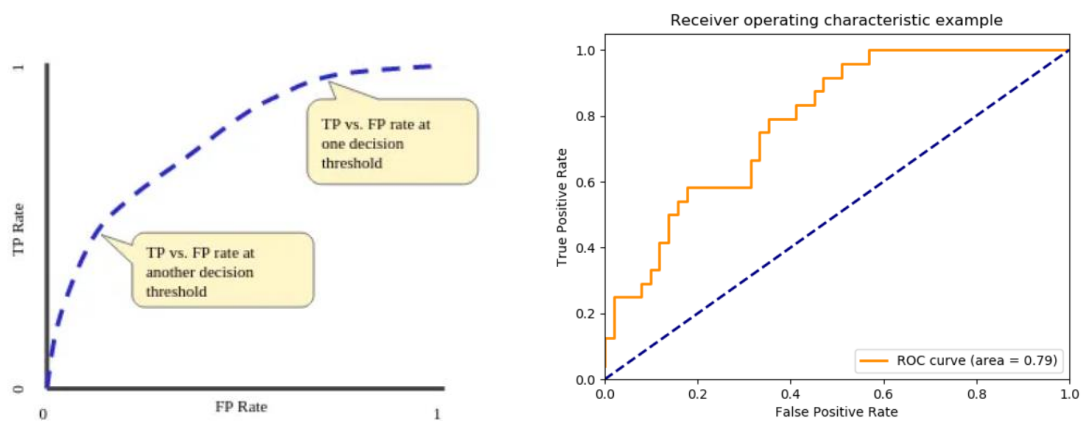 1
TP Rate
0
TP vs. FP rate at
one decision
threshold
TP vs. FP rate at
another decision
threshold
0
FP Rate
1
Receiver operating characteristic example
1.0
0.8
0.6
0.4
0.2
0.0
True Positive Rate
ROC curve (area = 0.79)
0.0 0.2 0.4 0.6 0.8 1.0
False Positive Rate